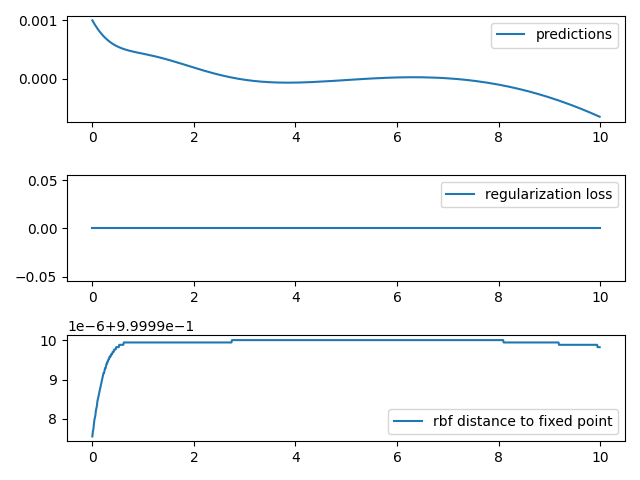 0.001
predictions
0.000
0 2 4 6 8 10
0.05
regularization loss
0.00
−0.05
0 2 4 6 8 10
1e−6+9.9999e−1
10
9
8
rbf distance to fixed point
0 2 4 6 8 10